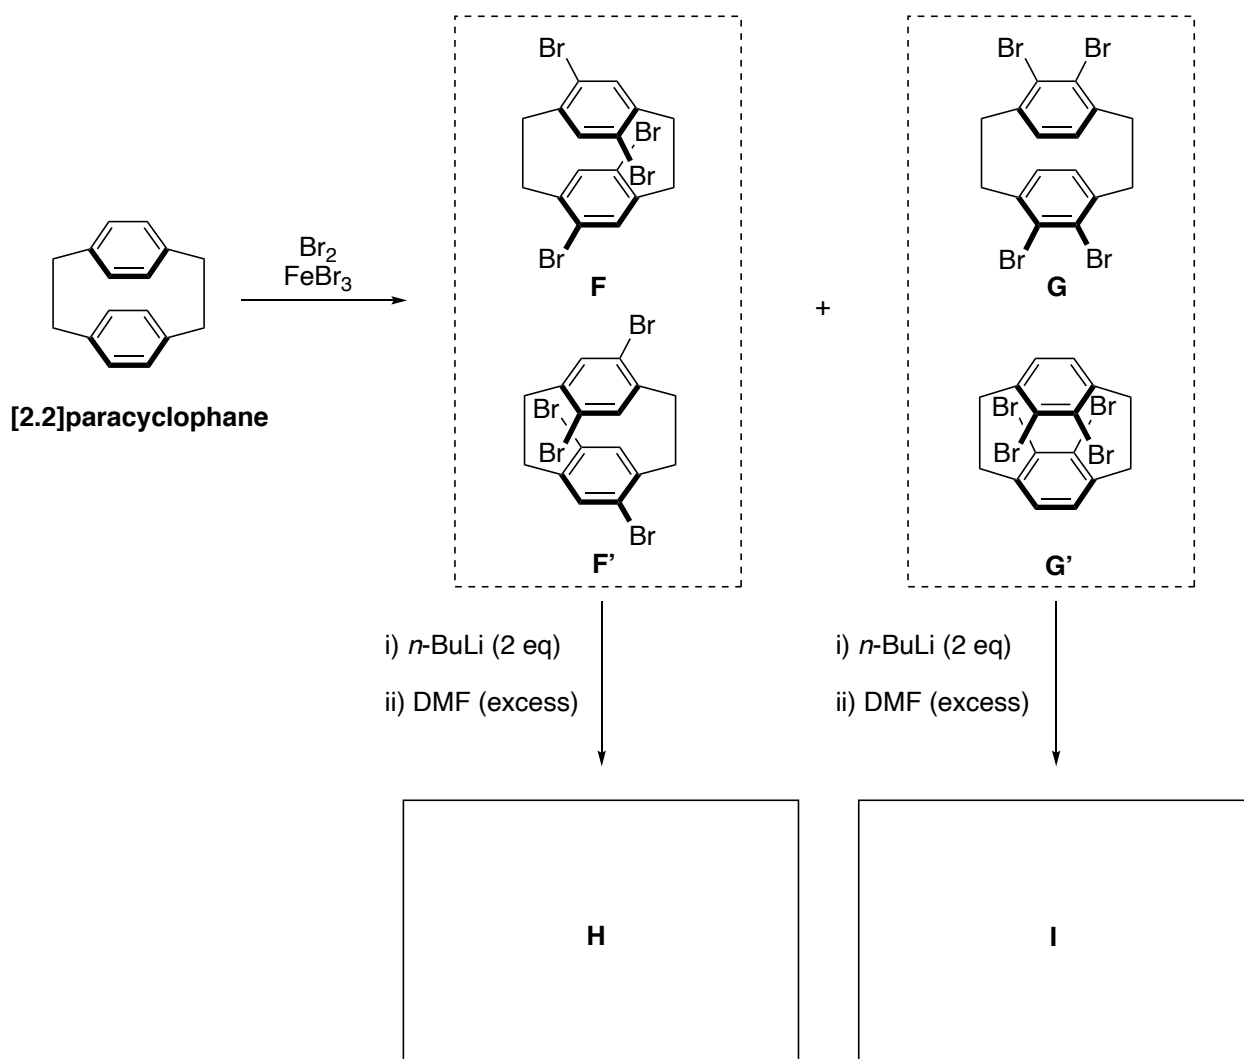 Br
Br
Br
Br
F
Br
Br
Br
Br
G
Br2
FeBr3
[2.2]paracyclophane
+
Br
Br
Br
Br
F’
Br
Br
Br
Br
G’
i) n-BuLi (2 eq)
ii) DMF (excess)
i) n-BuLi (2 eq)
ii) DMF (excess)
H
I